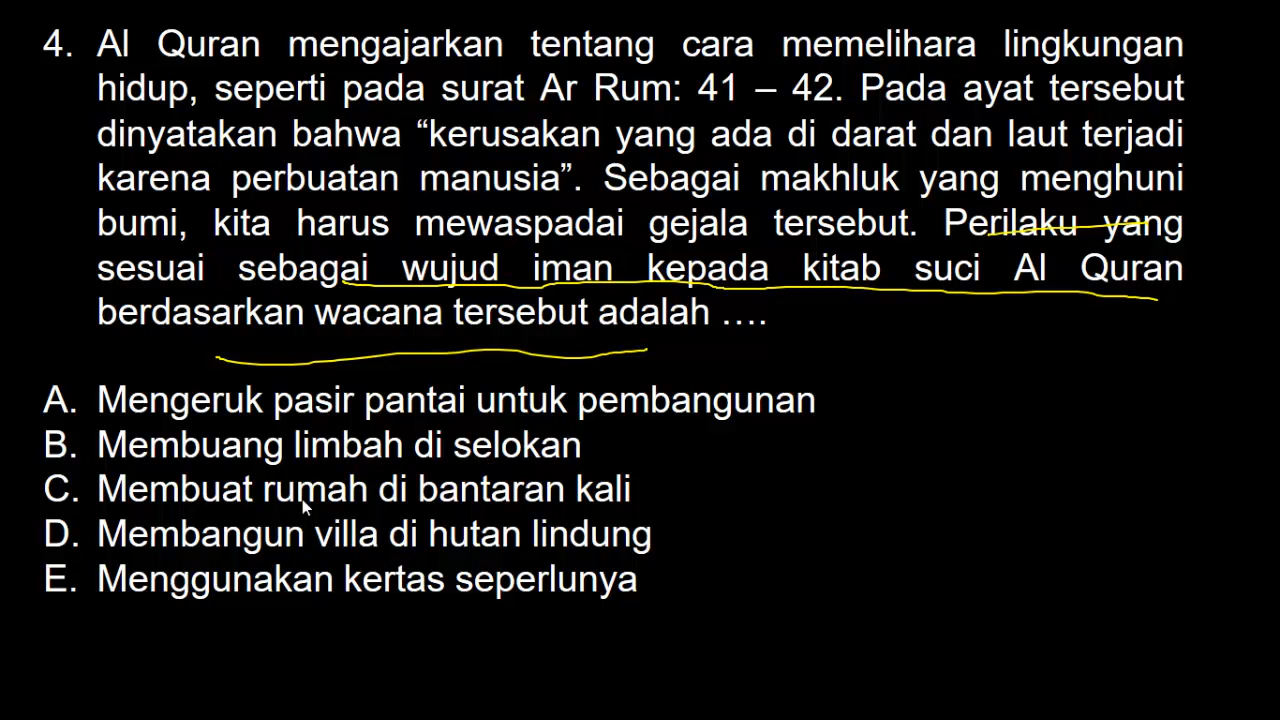 4. Al Quran mengajarkan tentang cara memelihara lingkungan
hidup, seperti pada surat Ar Rum: 41 – 42. Pada ayat tersebut
dinyatakan bahwa “kerusakan yang ada di darat dan laut terjadi
karena perbuatan manusia”. Sebagai makhluk yang menghuni
bumi, kita harus mewaspadai gejala tersebut. Perilaku yang
sesuai sebagai wujud iman kepada kitab suci Al Quran
berdasarkan wacana tersebut adalah ....
A. Mengeruk pasir pantai untuk pembangunan
B. Membuang limbah di selokan
C. Membuat rumah di bantaran kali
D. Membangun villa di hutan lindung
E. Menggunakan kertas seperlunya